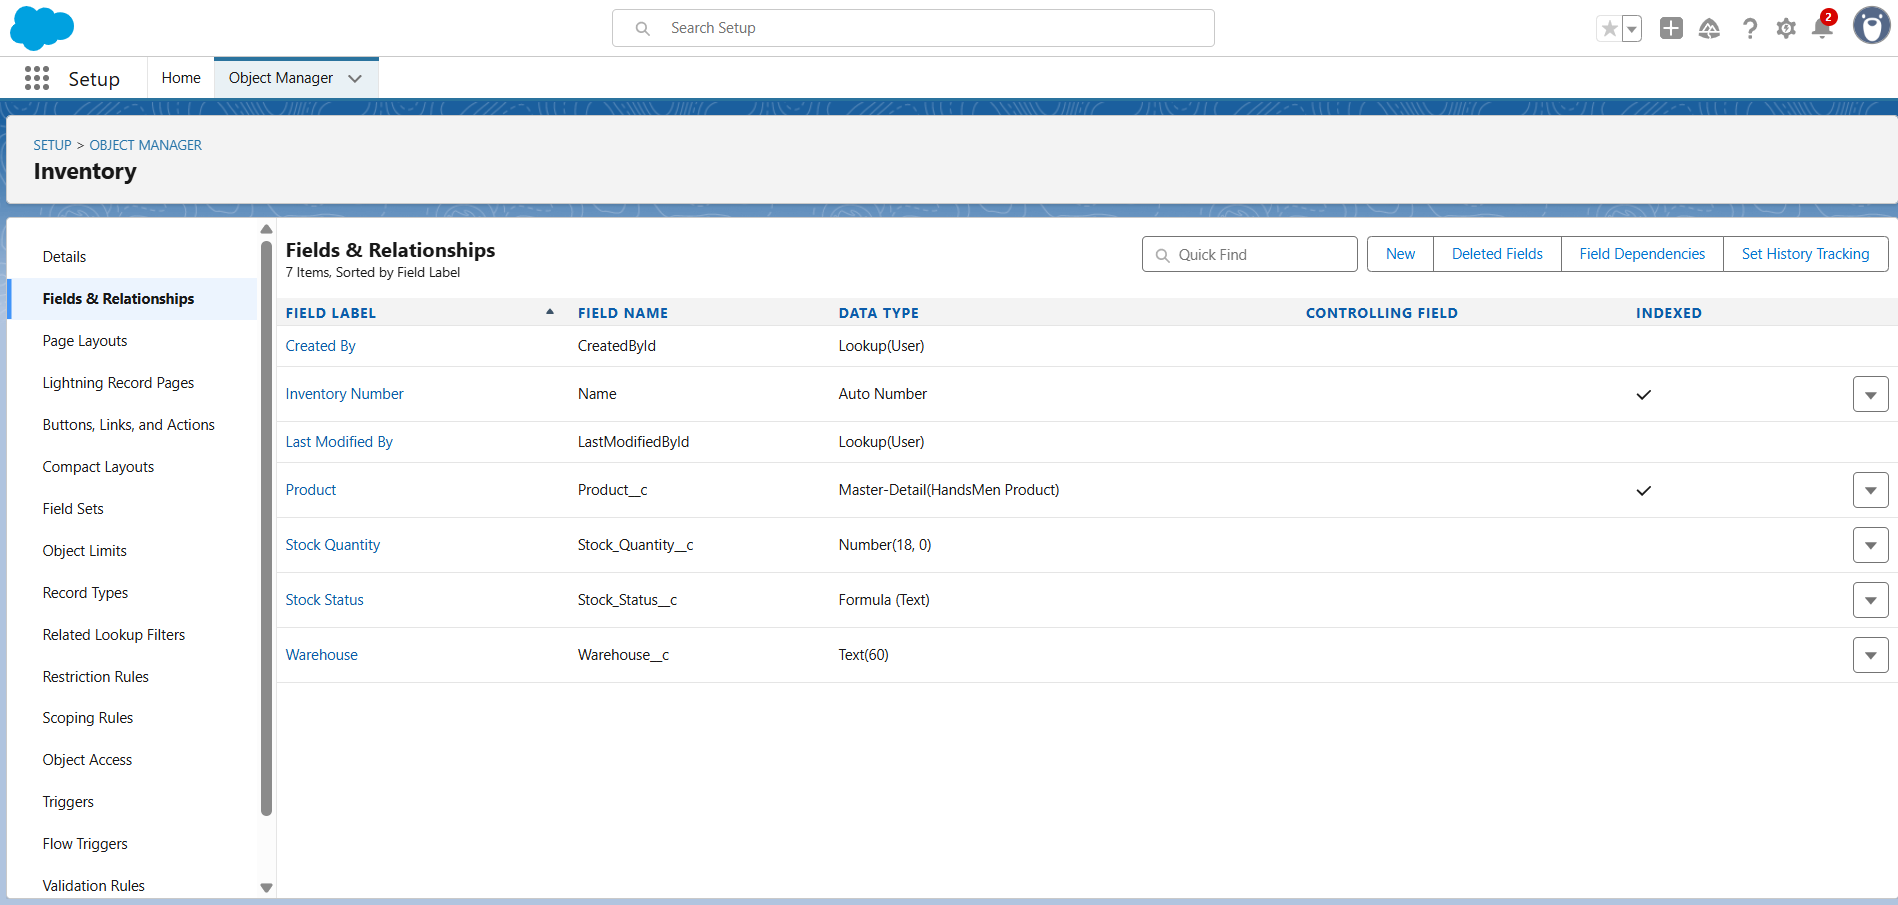 Search Setup
2
Setup
Home
Object Manager
SETUP > OBJECT MANAGER
Inventory
Details
Fields & Relationships
Page Layouts
Lightning Record Pages
Buttons, Links, and Actions
Compact Layouts
Field Sets
Object Limits
Record Types
Related Lookup Filters
Restriction Rules
Scoping Rules
Object Access
Triggers
Flow Triggers
Validation Rules
Fields & Relationships
7 Items, Sorted by Field Label
Quick Find
New
Deleted Fields
Field Dependencies
Set History Tracking
FIELD LABEL FIELD NAME DATA TYPE CONTROLLING FIELD INDEXED
Created By CreatedById Lookup(User)
Inventory Number Name Auto Number
Last Modified By LastModifiedById Lookup(User)
Product Product__c Master-Detail(HandsMen Product)
Stock Quantity Stock_Quantity__c Number(18, 0)
Stock Status Stock_Status__c Formula (Text)
Warehouse Warehouse__c Text(60)